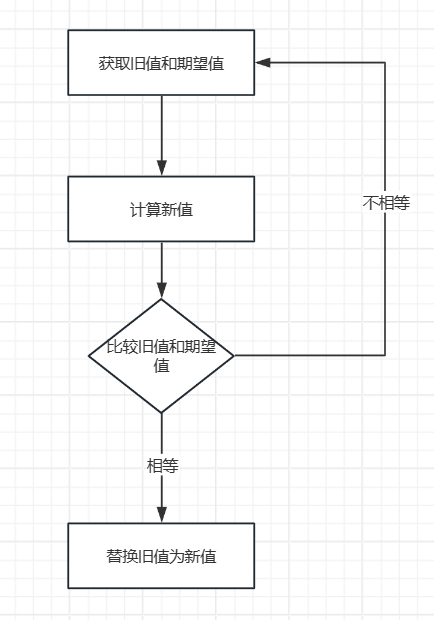 获取旧值和期望值
不相等
计算新值
比较旧值和期望
值
相等
替换旧值为新值